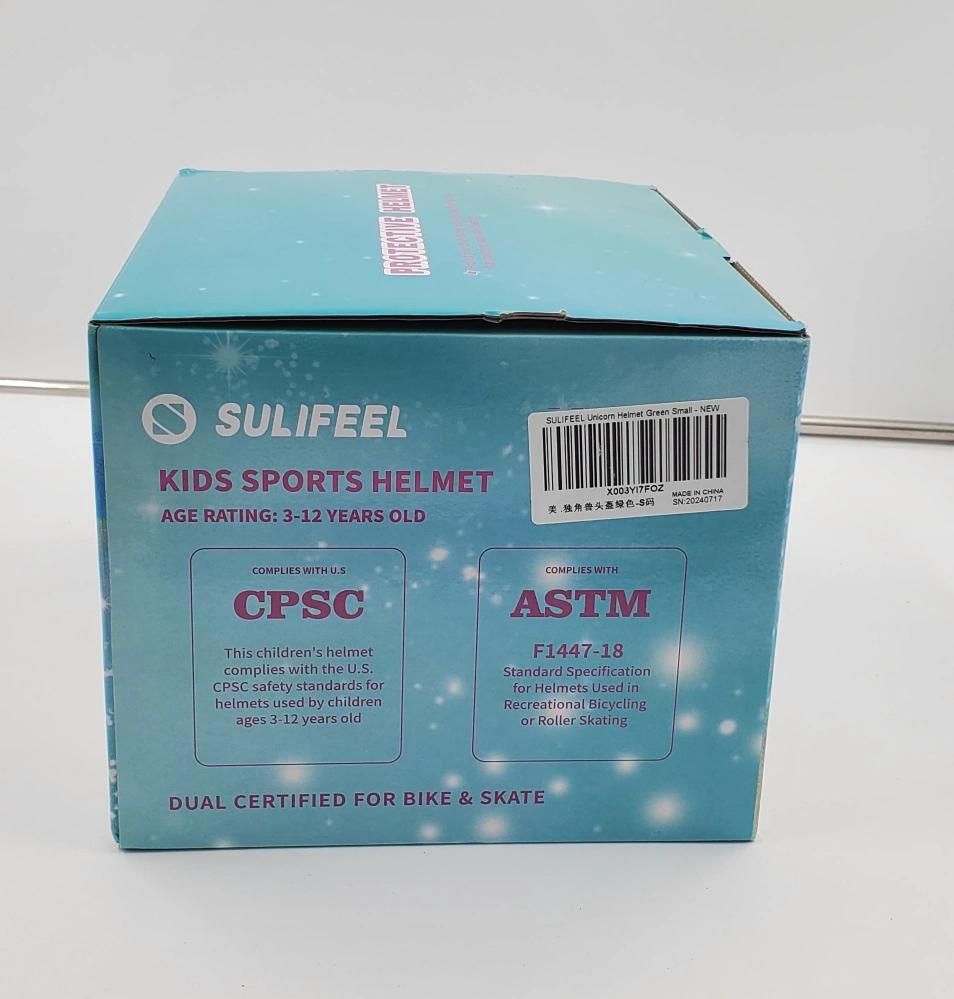 PROTECTIVE HELMET
SULIFEEL
KIDS SPORTS HELMET
AGE RATING: 3-12 YEARS OLD
SULIFEEL Unicorn Helmet Green Small - NEW
X003YI7FOZ
MADE IN CHINA
美.独角兽头盔绿色-S码
SN:20240717
COMPLIES WITH U.S
CPSC
This children's helmet
complies with the U.S.
CPSC safety standards for
helmets used by children
ages 3-12 years old
COMPLIES WITH
ASTM
F1447-18
Standard Specification
for Helmets Used in
Recreational Bicycling
or Roller Skating
DUAL CERTIFIED FOR BIKE & SKATE